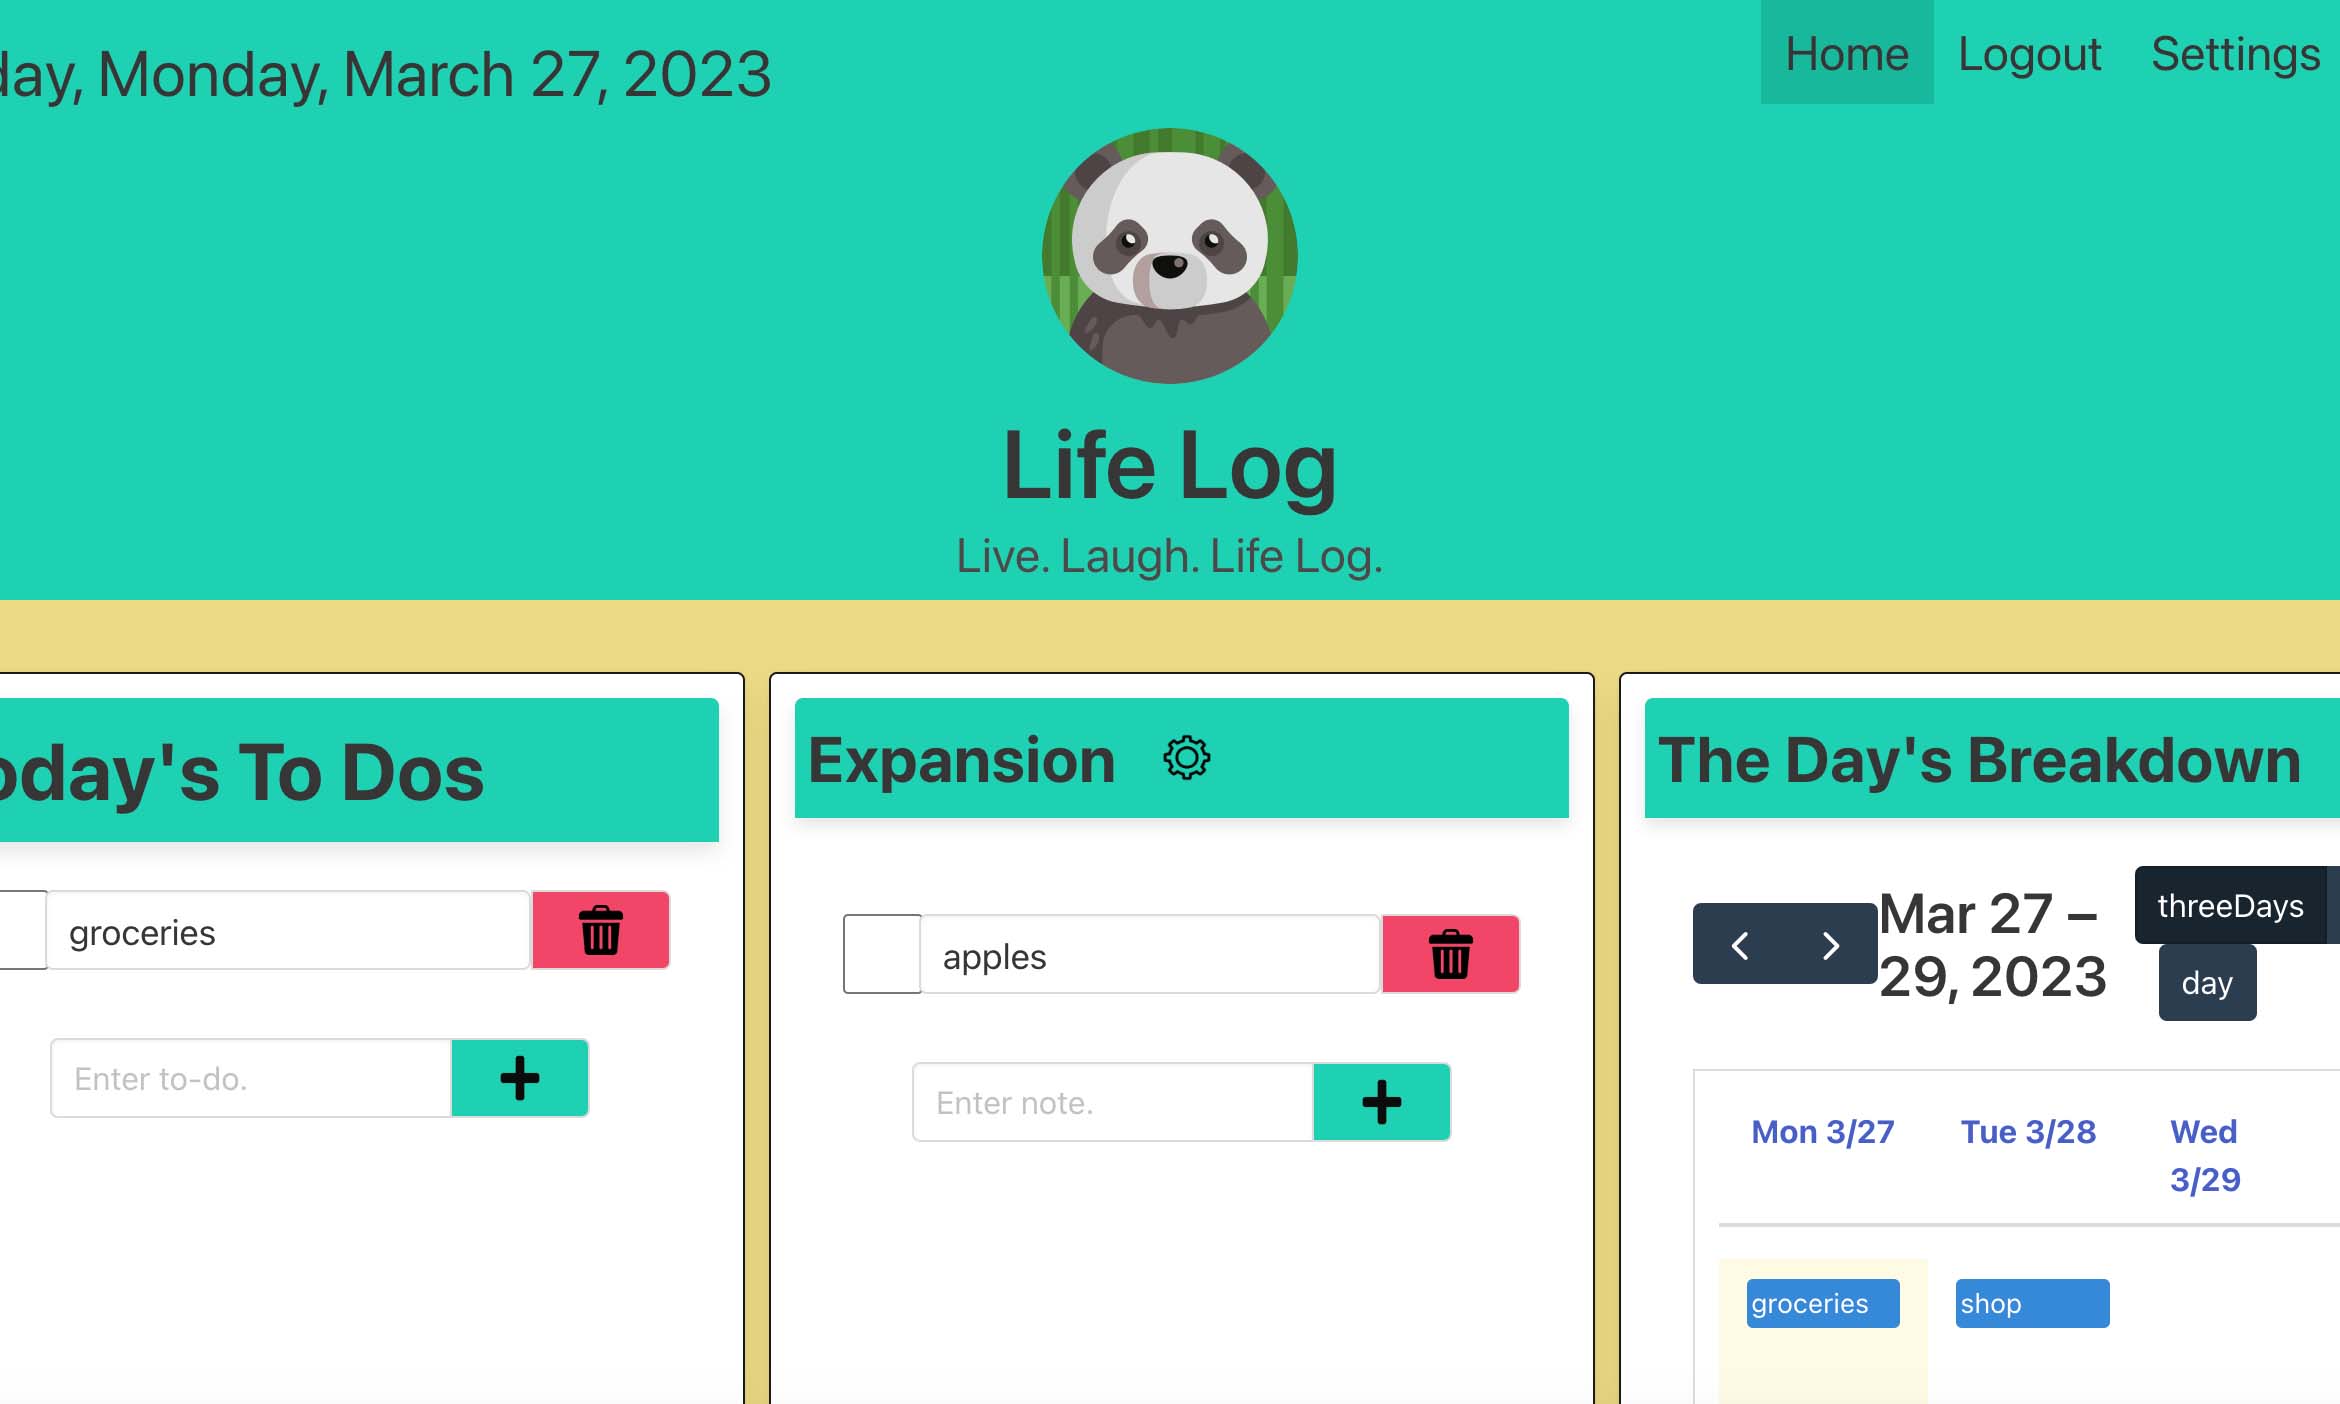 day, Monday, March 27, 2023
Home Logout Settings
Life Log
Live. Laugh. Life Log.
oday's To Dos
groceries
Enter to-do.
Expansion
apples
Enter note.
The Day's Breakdown
Mar 27 –
29, 2023
threeDays
day
Mon 3/27 Tue 3/28 Wed
3/29
groceries shop